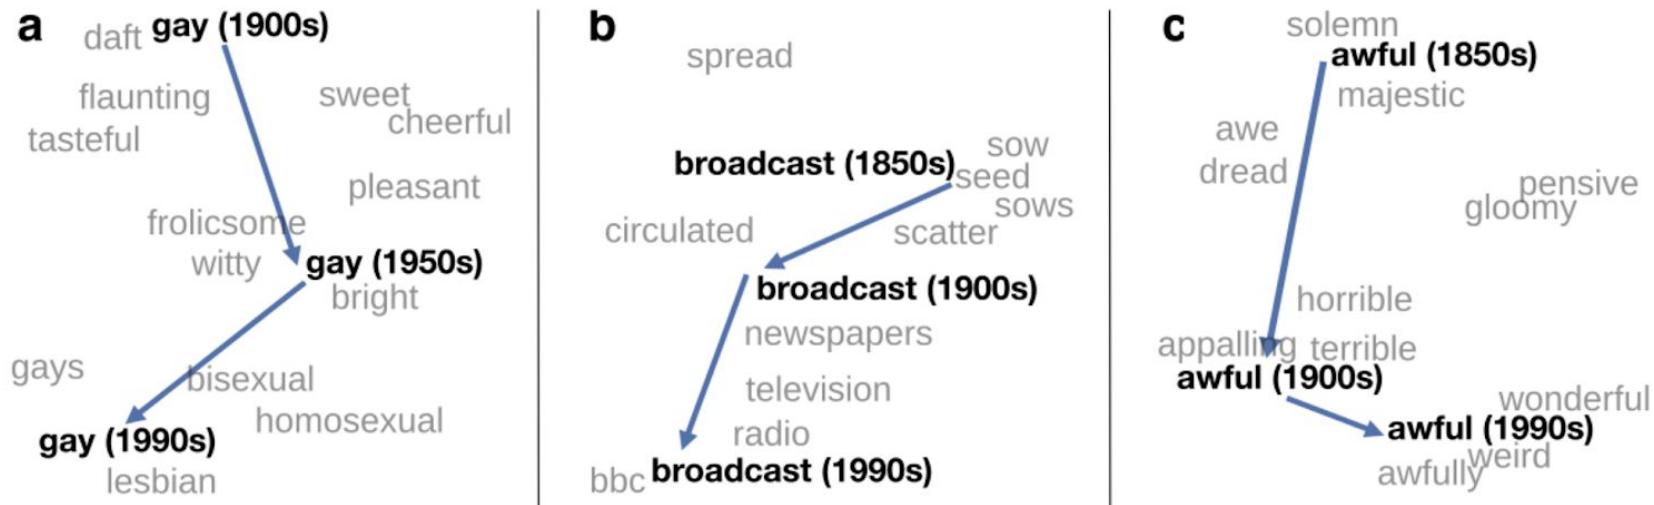 a
daft gay (1900s)
flaunting
sweet
cheerful
tasteful
pleasant
frolicsome
witty
gay (1950s)
bright
gays
bisexual
homosexual
gay (1990s)
lesbian
b
spread
broadcast (1850s)
sow
seed
sows
circulated
scatter
broadcast (1900s)
newspapers
television
radio
bbc broadcast (1990s)
c
solemn
awful (1850s)
majestic
awe
dread
pensive
gloomy
horrible
appalling terrible
awful (1900s)
wonderful
awful (1990s)
weird
awfully